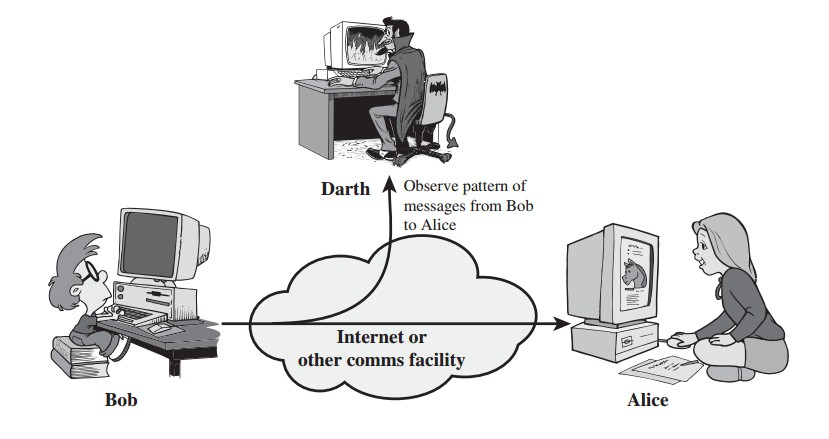 Darth
Observe pattern of
messages from Bob
to Alice
Internet or
other comms facility
Bob
Alice